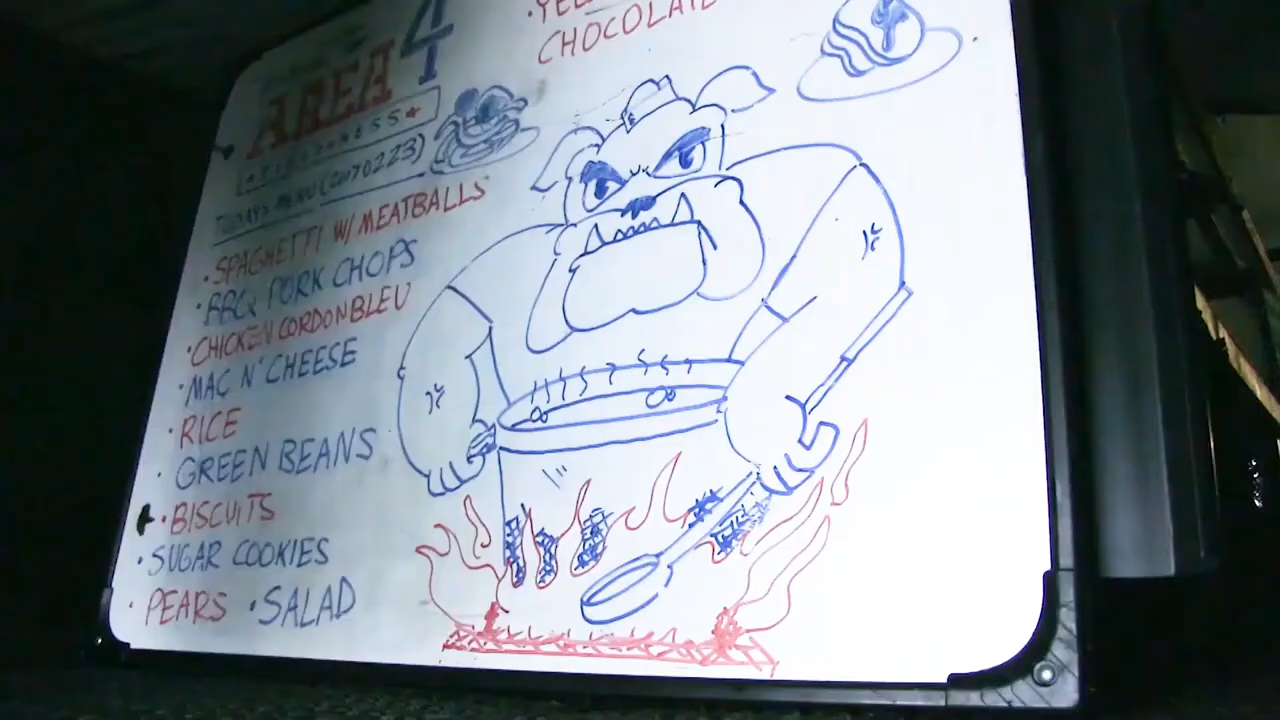 AREA 4
TODAYS MENU (20170223)
· SPAGHETTI W/ MEATBALLS
· BBQ PORK CHOPS
· CHICKEN CORDON BLEU
· MAC N' CHEESE
· RICE
· GREEN BEANS
· BISCUITS
· SUGAR COOKIES
· PEARS · SALAD
CHOCOLATE